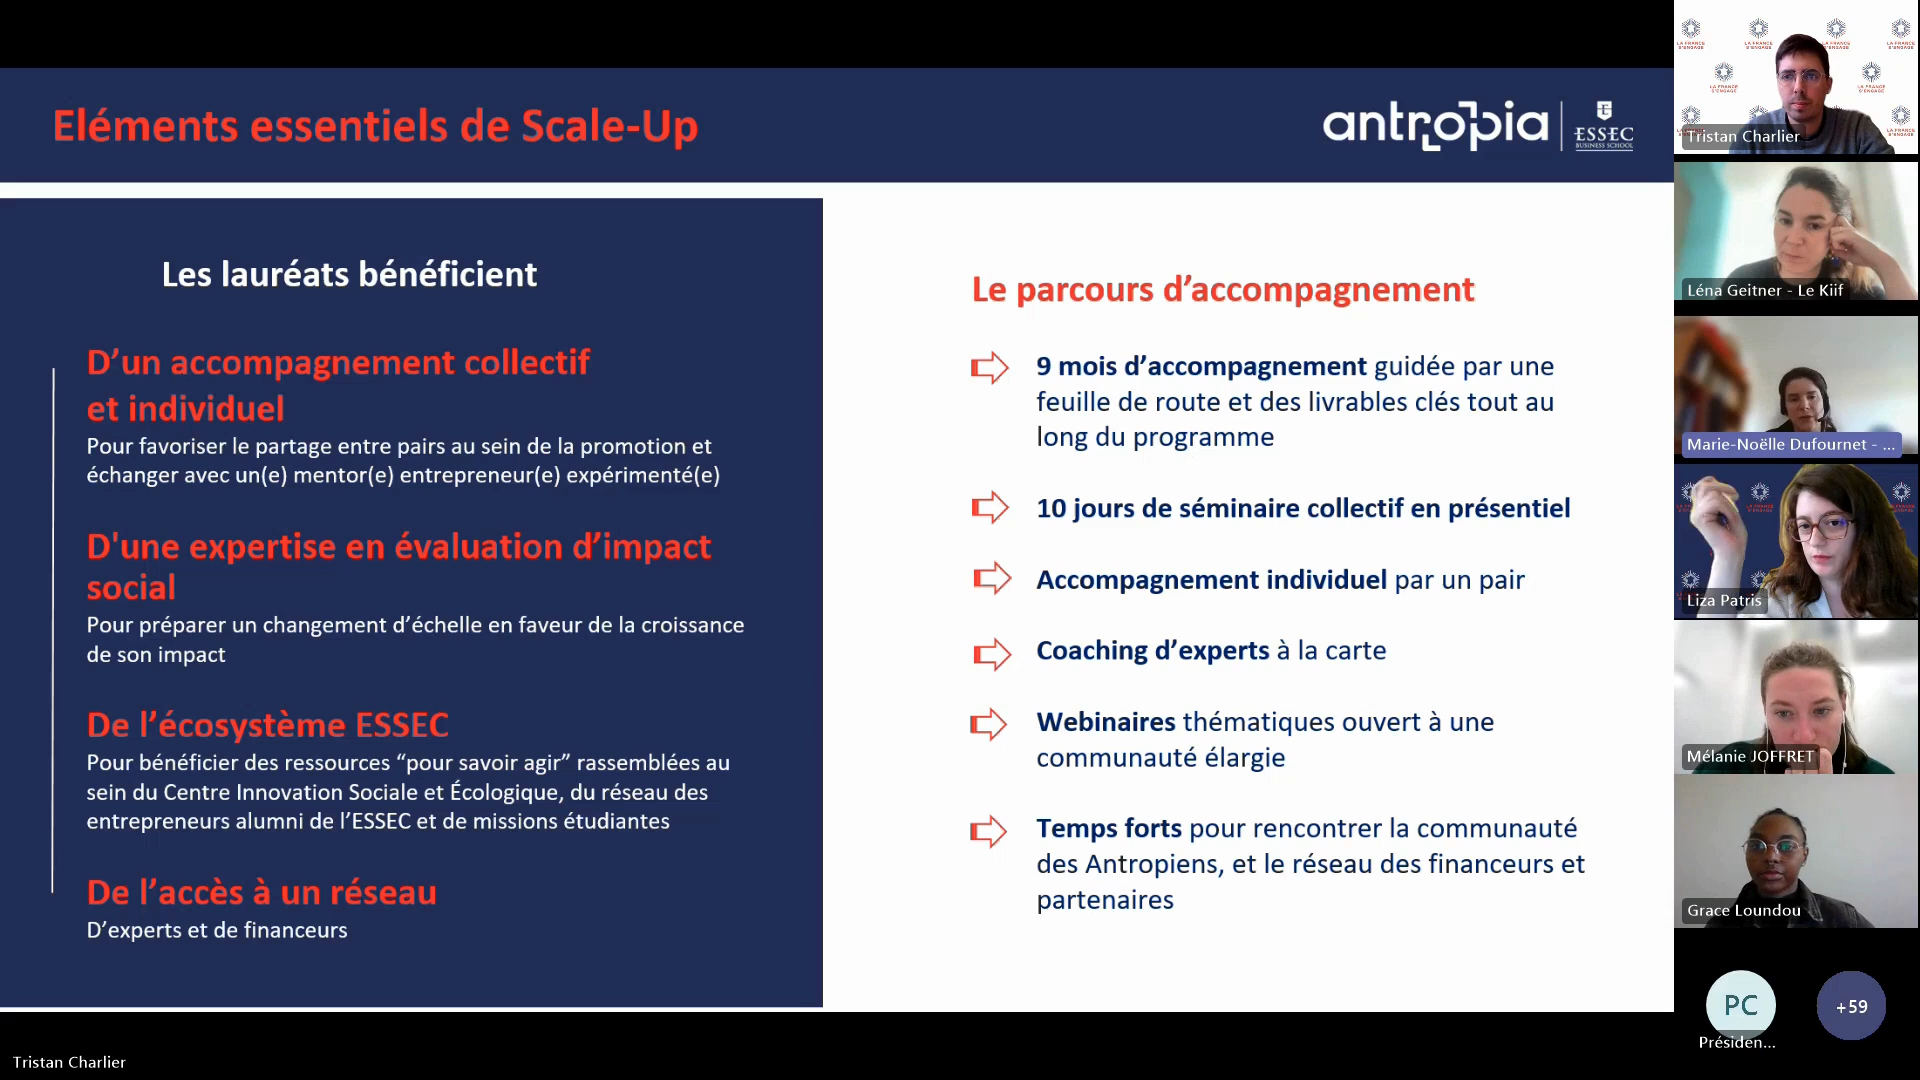 Eléments essentiels de Scale-Up
antropia
ESSEC
BUSINESS SCHOOL
Les lauréats bénéficient
D’un accompagnement collectif
et individuel
Pour favoriser le partage entre pairs au sein de la promotion et
échanger avec un(e) mentor(e) entrepreneur(e) expérimenté(e)
D'une expertise en évaluation d’impact
social
Pour préparer un changement d’échelle en faveur de la croissance
de son impact
De l’écosystème ESSEC
Pour bénéficier des ressources “pour savoir agir” rassemblées au
sein du Centre Innovation Sociale et Écologique, du réseau des
entrepreneurs alumni de l’ESSEC et de missions étudiantes
De l’accès à un réseau
D’experts et de financeurs
Le parcours d’accompagnement
9 mois d’accompagnement guidée par une
feuille de route et des livrables clés tout au
long du programme
10 jours de séminaire collectif en présentiel
Accompagnement individuel par un pair
Coaching d’experts à la carte
Webinaires thématiques ouvert à une
communauté élargie
Temps forts pour rencontrer la communauté
des Antropiens, et le réseau des financeurs et
partenaires
LA FRANCE
S'ENGAGE
Tristan Charlier
Léna Geitner - Le Kiif
Marie-Noëlle Dufournet - ...
Liza Patris
Mélanie JOFFRET
Grace Loundou
PC
Présiden...
+59
Tristan Charlier